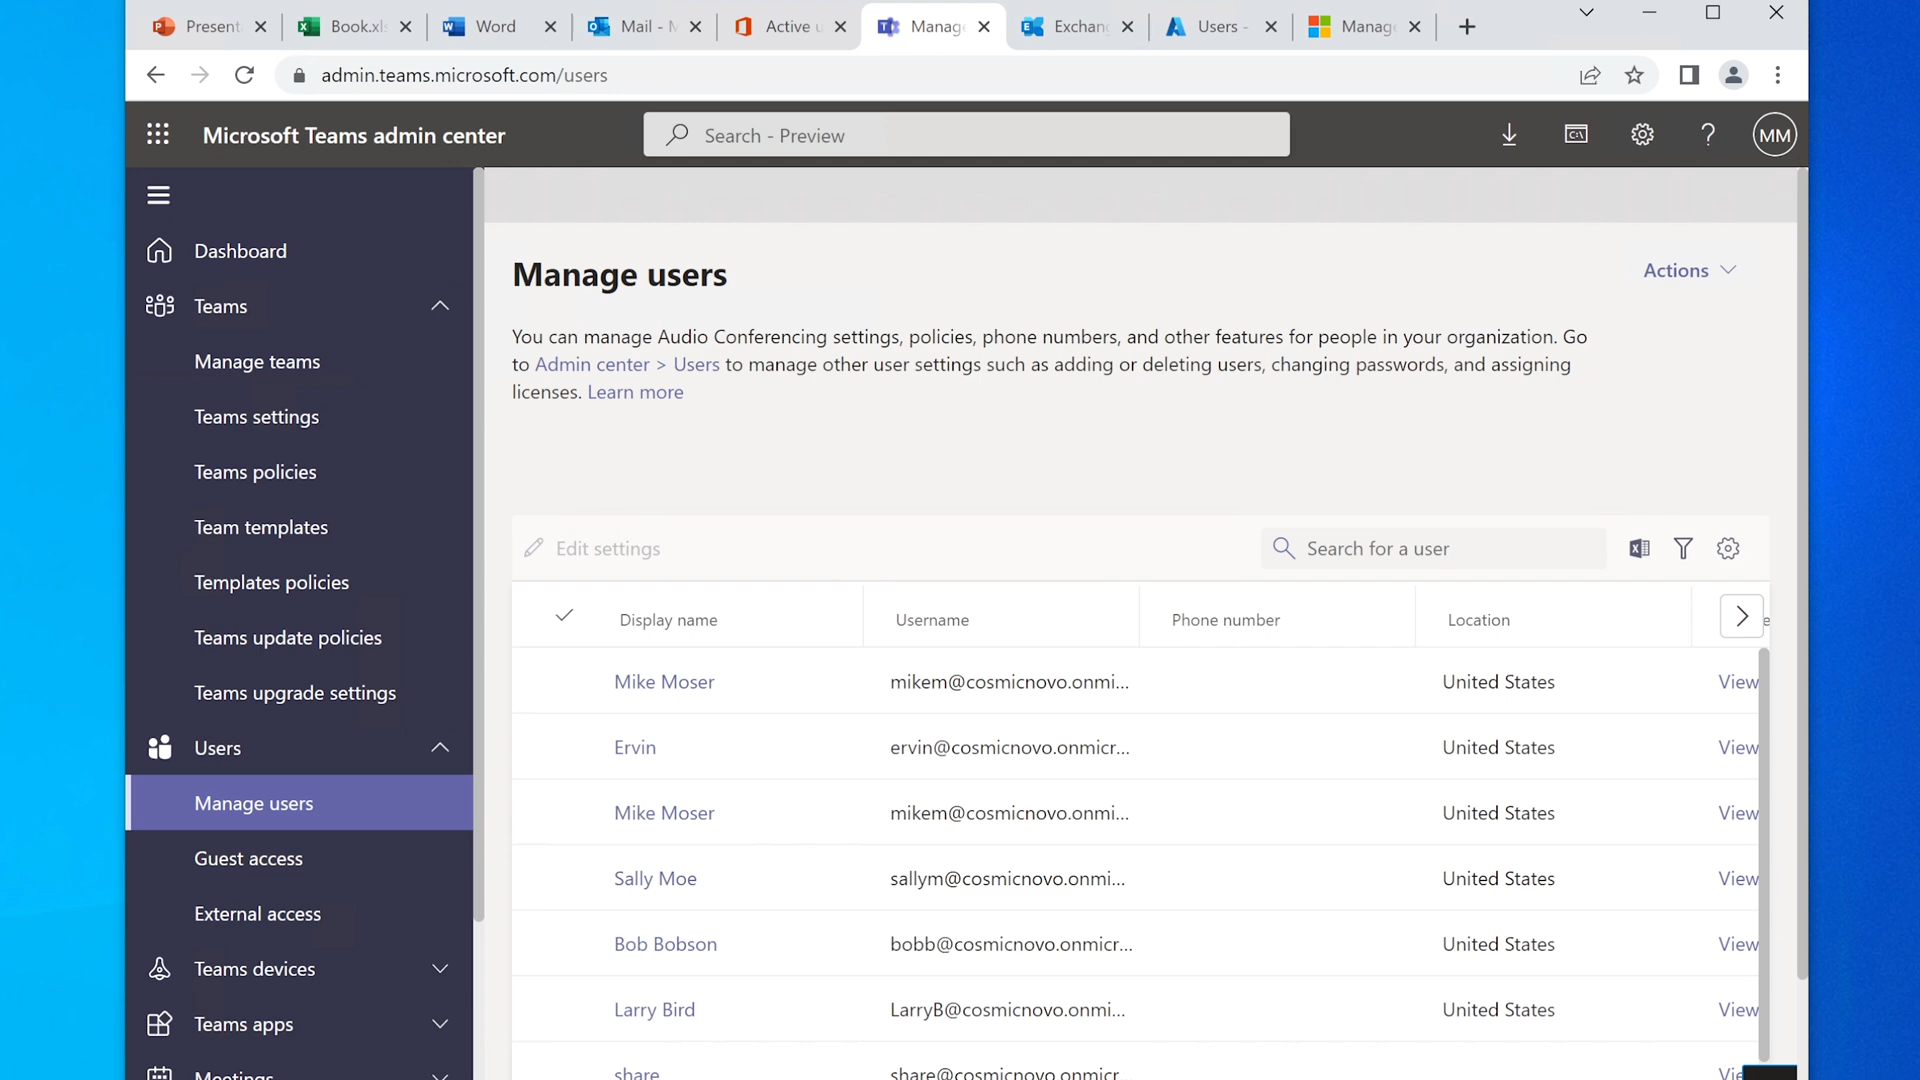 Present
Book.xls
Word
Mail - M
Active u
Manage
Exchang
Users -
Manage
admin.teams.microsoft.com/users
Microsoft Teams admin center
Search - Preview
C:\
MM
Dashboard
Teams
Manage teams
Teams settings
Teams policies
Team templates
Templates policies
Teams update policies
Teams upgrade settings
Users
Manage users
Guest access
External access
Teams devices
Teams apps
Meetings
Manage users
Actions
You can manage Audio Conferencing settings, policies, phone numbers, and other features for people in your organization. Go
to Admin center > Users to manage other user settings such as adding or deleting users, changing passwords, and assigning
licenses. Learn more
Edit settings
Search for a user
Display name Username Phone number Location
Mike Moser mikem@cosmicnovo.onmi... United States View
Ervin ervin@cosmicnovo.onmicr... United States View
Mike Moser mikem@cosmicnovo.onmi... United States View
Sally Moe sallym@cosmicnovo.onmi... United States View
Bob Bobson bobb@cosmicnovo.onmicr... United States View
Larry Bird LarryB@cosmicnovo.onmi... United States View
share share@cosmicnovo.onmicr... United States